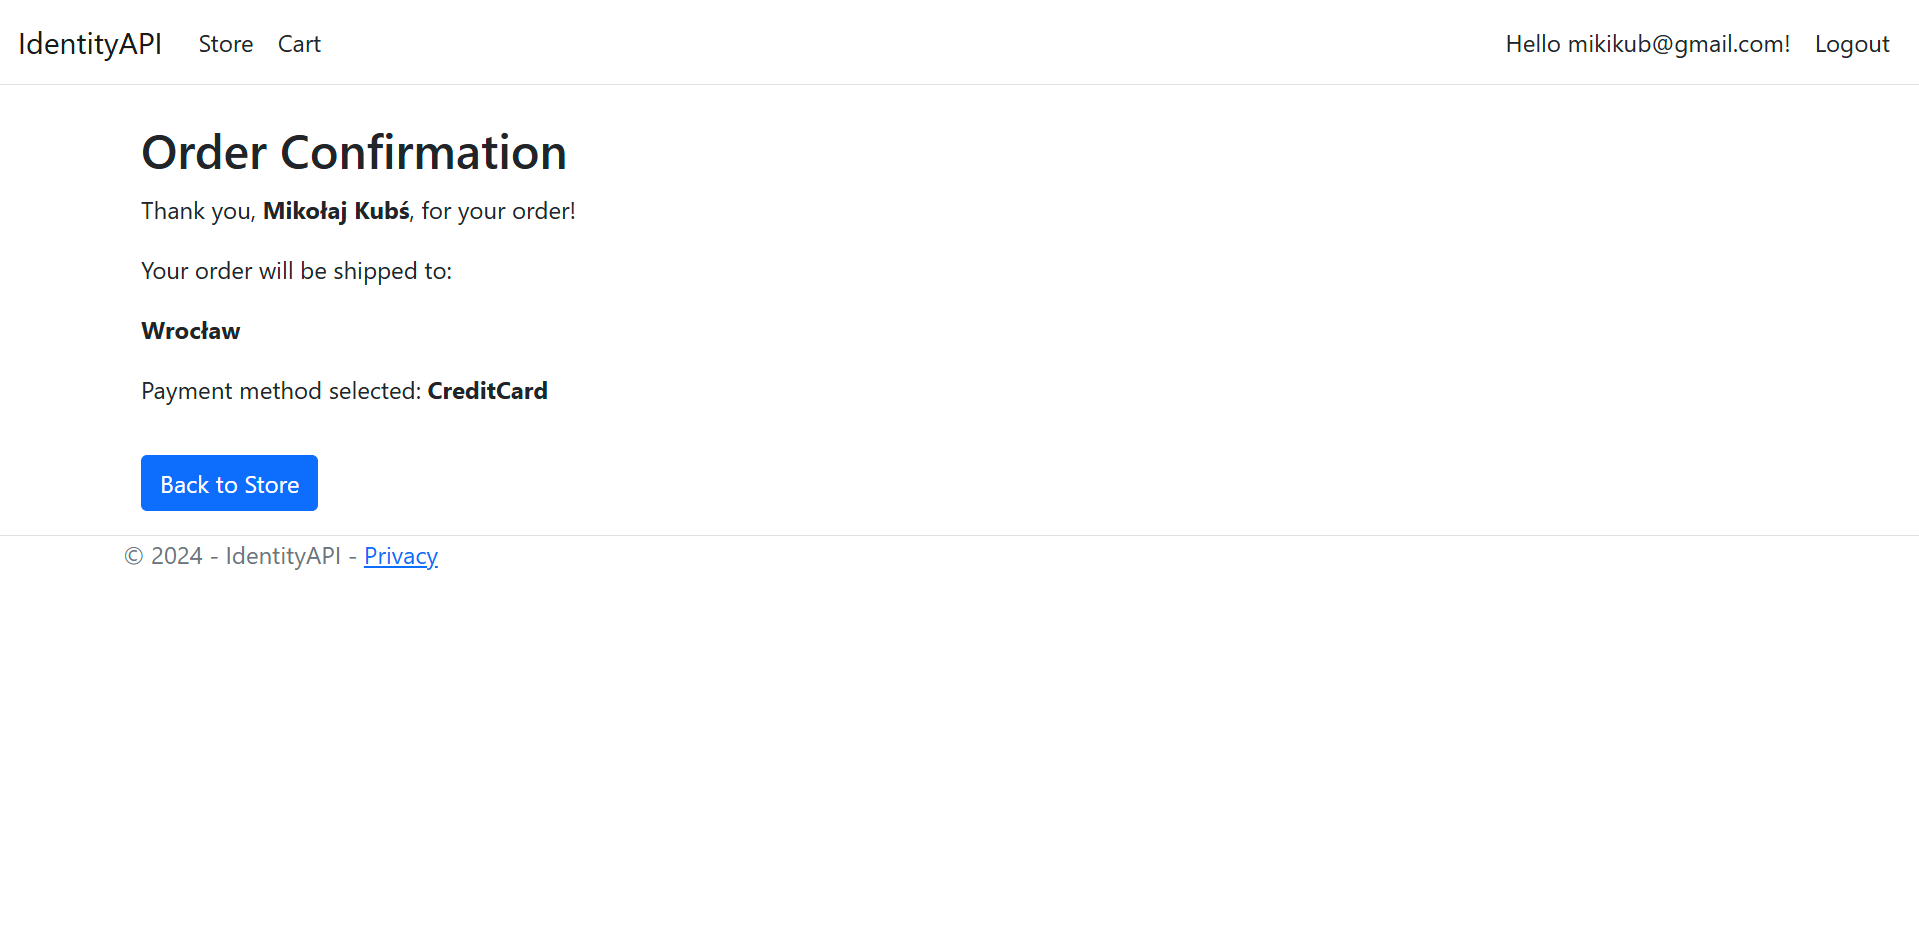 IdentityAPI Store Cart Hello mikikub@gmail.com! Logout
Order Confirmation
Thank you, Mikołaj Kubś, for your order!
Your order will be shipped to:
Wrocław
Payment method selected: CreditCard
Back to Store
© 2024 - IdentityAPI - Privacy